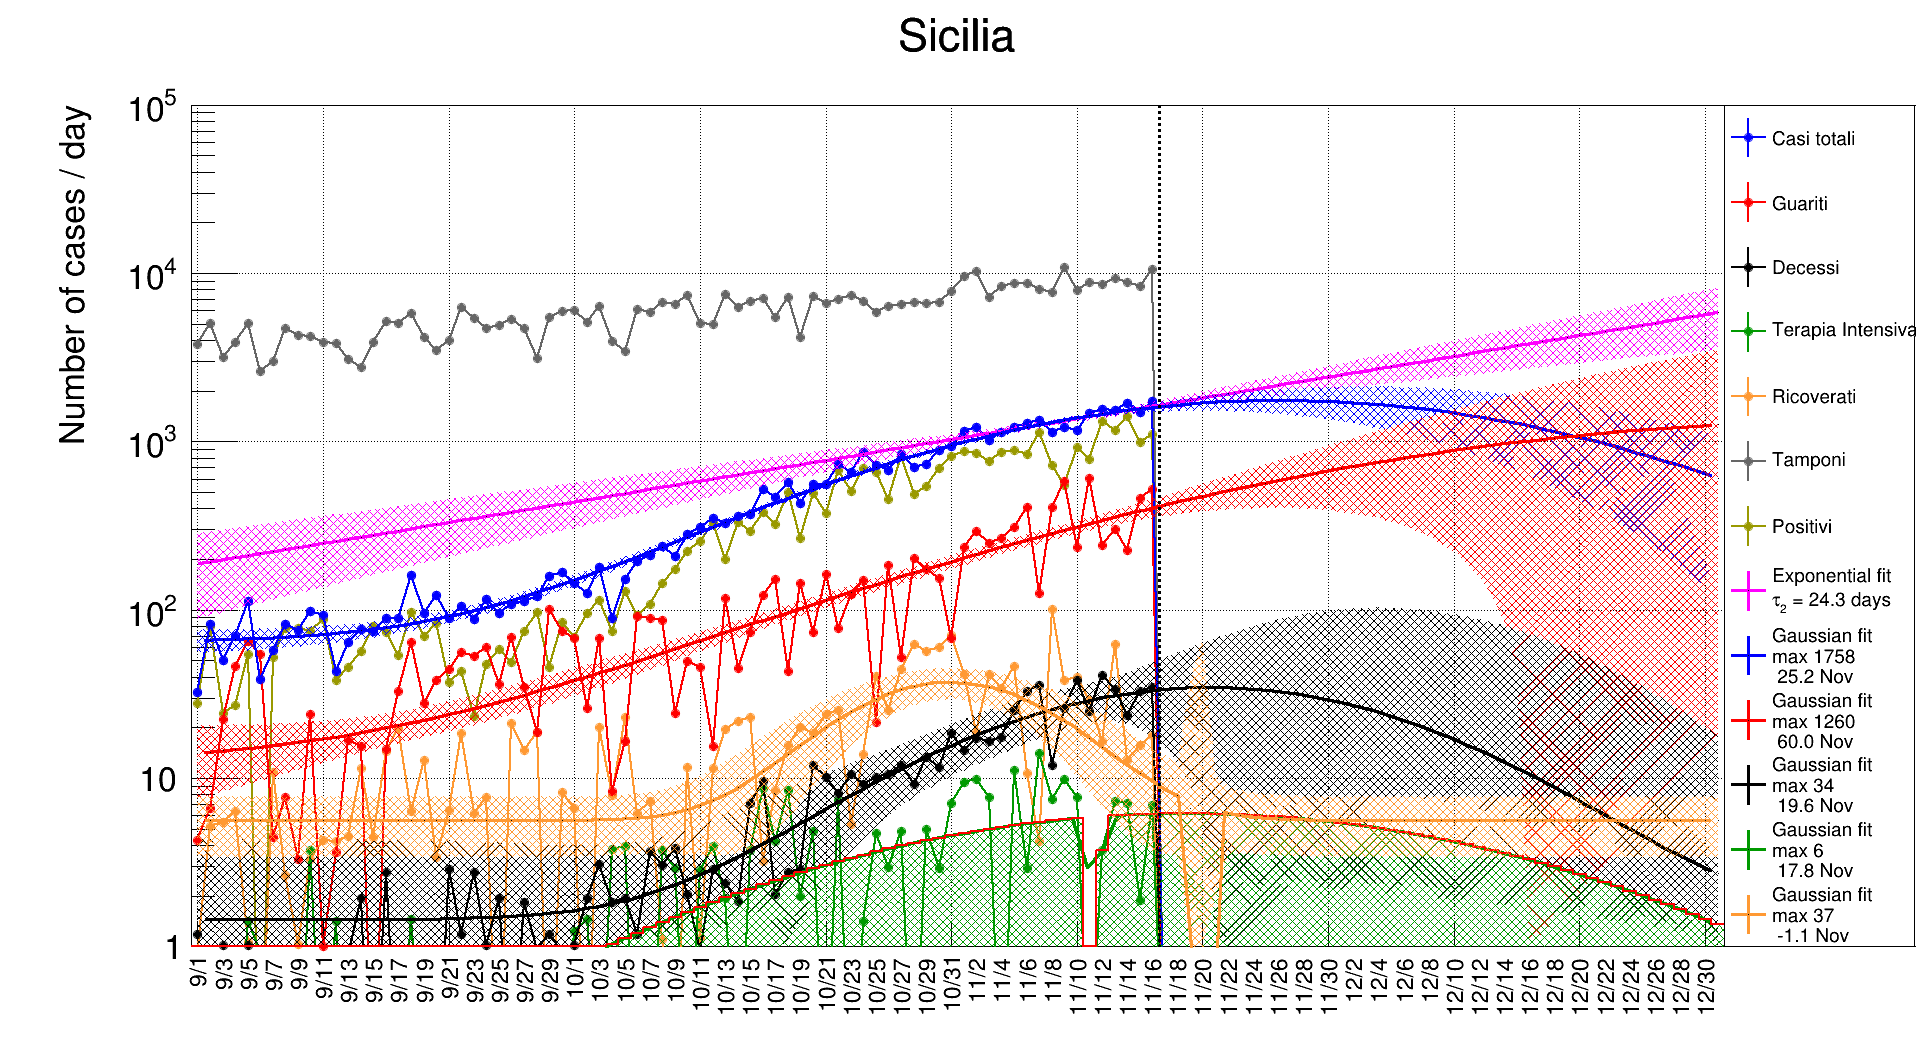 Sicilia
Number of cases / day
10^5
10^4
10^3
10^2
10
1
9/1
9/3
9/5
9/7
9/9
9/11
9/13
9/15
9/17
9/19
9/21
9/23
9/25
9/27
9/29
10/1
10/3
10/5
10/7
10/9
10/11
10/13
10/15
10/17
10/19
10/21
10/23
10/25
10/27
10/29
10/31
11/2
11/4
11/6
11/8
11/10
11/12
11/14
11/16
11/18
11/20
11/22
11/24
11/26
11/28
11/30
12/2
12/4
12/6
12/8
12/10
12/12
12/14
12/16
12/18
12/20
12/22
12/24
12/26
12/28
12/30
Casi totali
Guariti
Decessi
Terapia Intensiva
Ricoverati
Tamponi
Positivi
Exponential fit
τ₂ = 24.3 days
Gaussian fit
max 1758
25.2 Nov
Gaussian fit
max 1260
60.0 Nov
Gaussian fit
max 34
19.6 Nov
Gaussian fit
max 6
17.8 Nov
Gaussian fit
max 37
-1.1 Nov